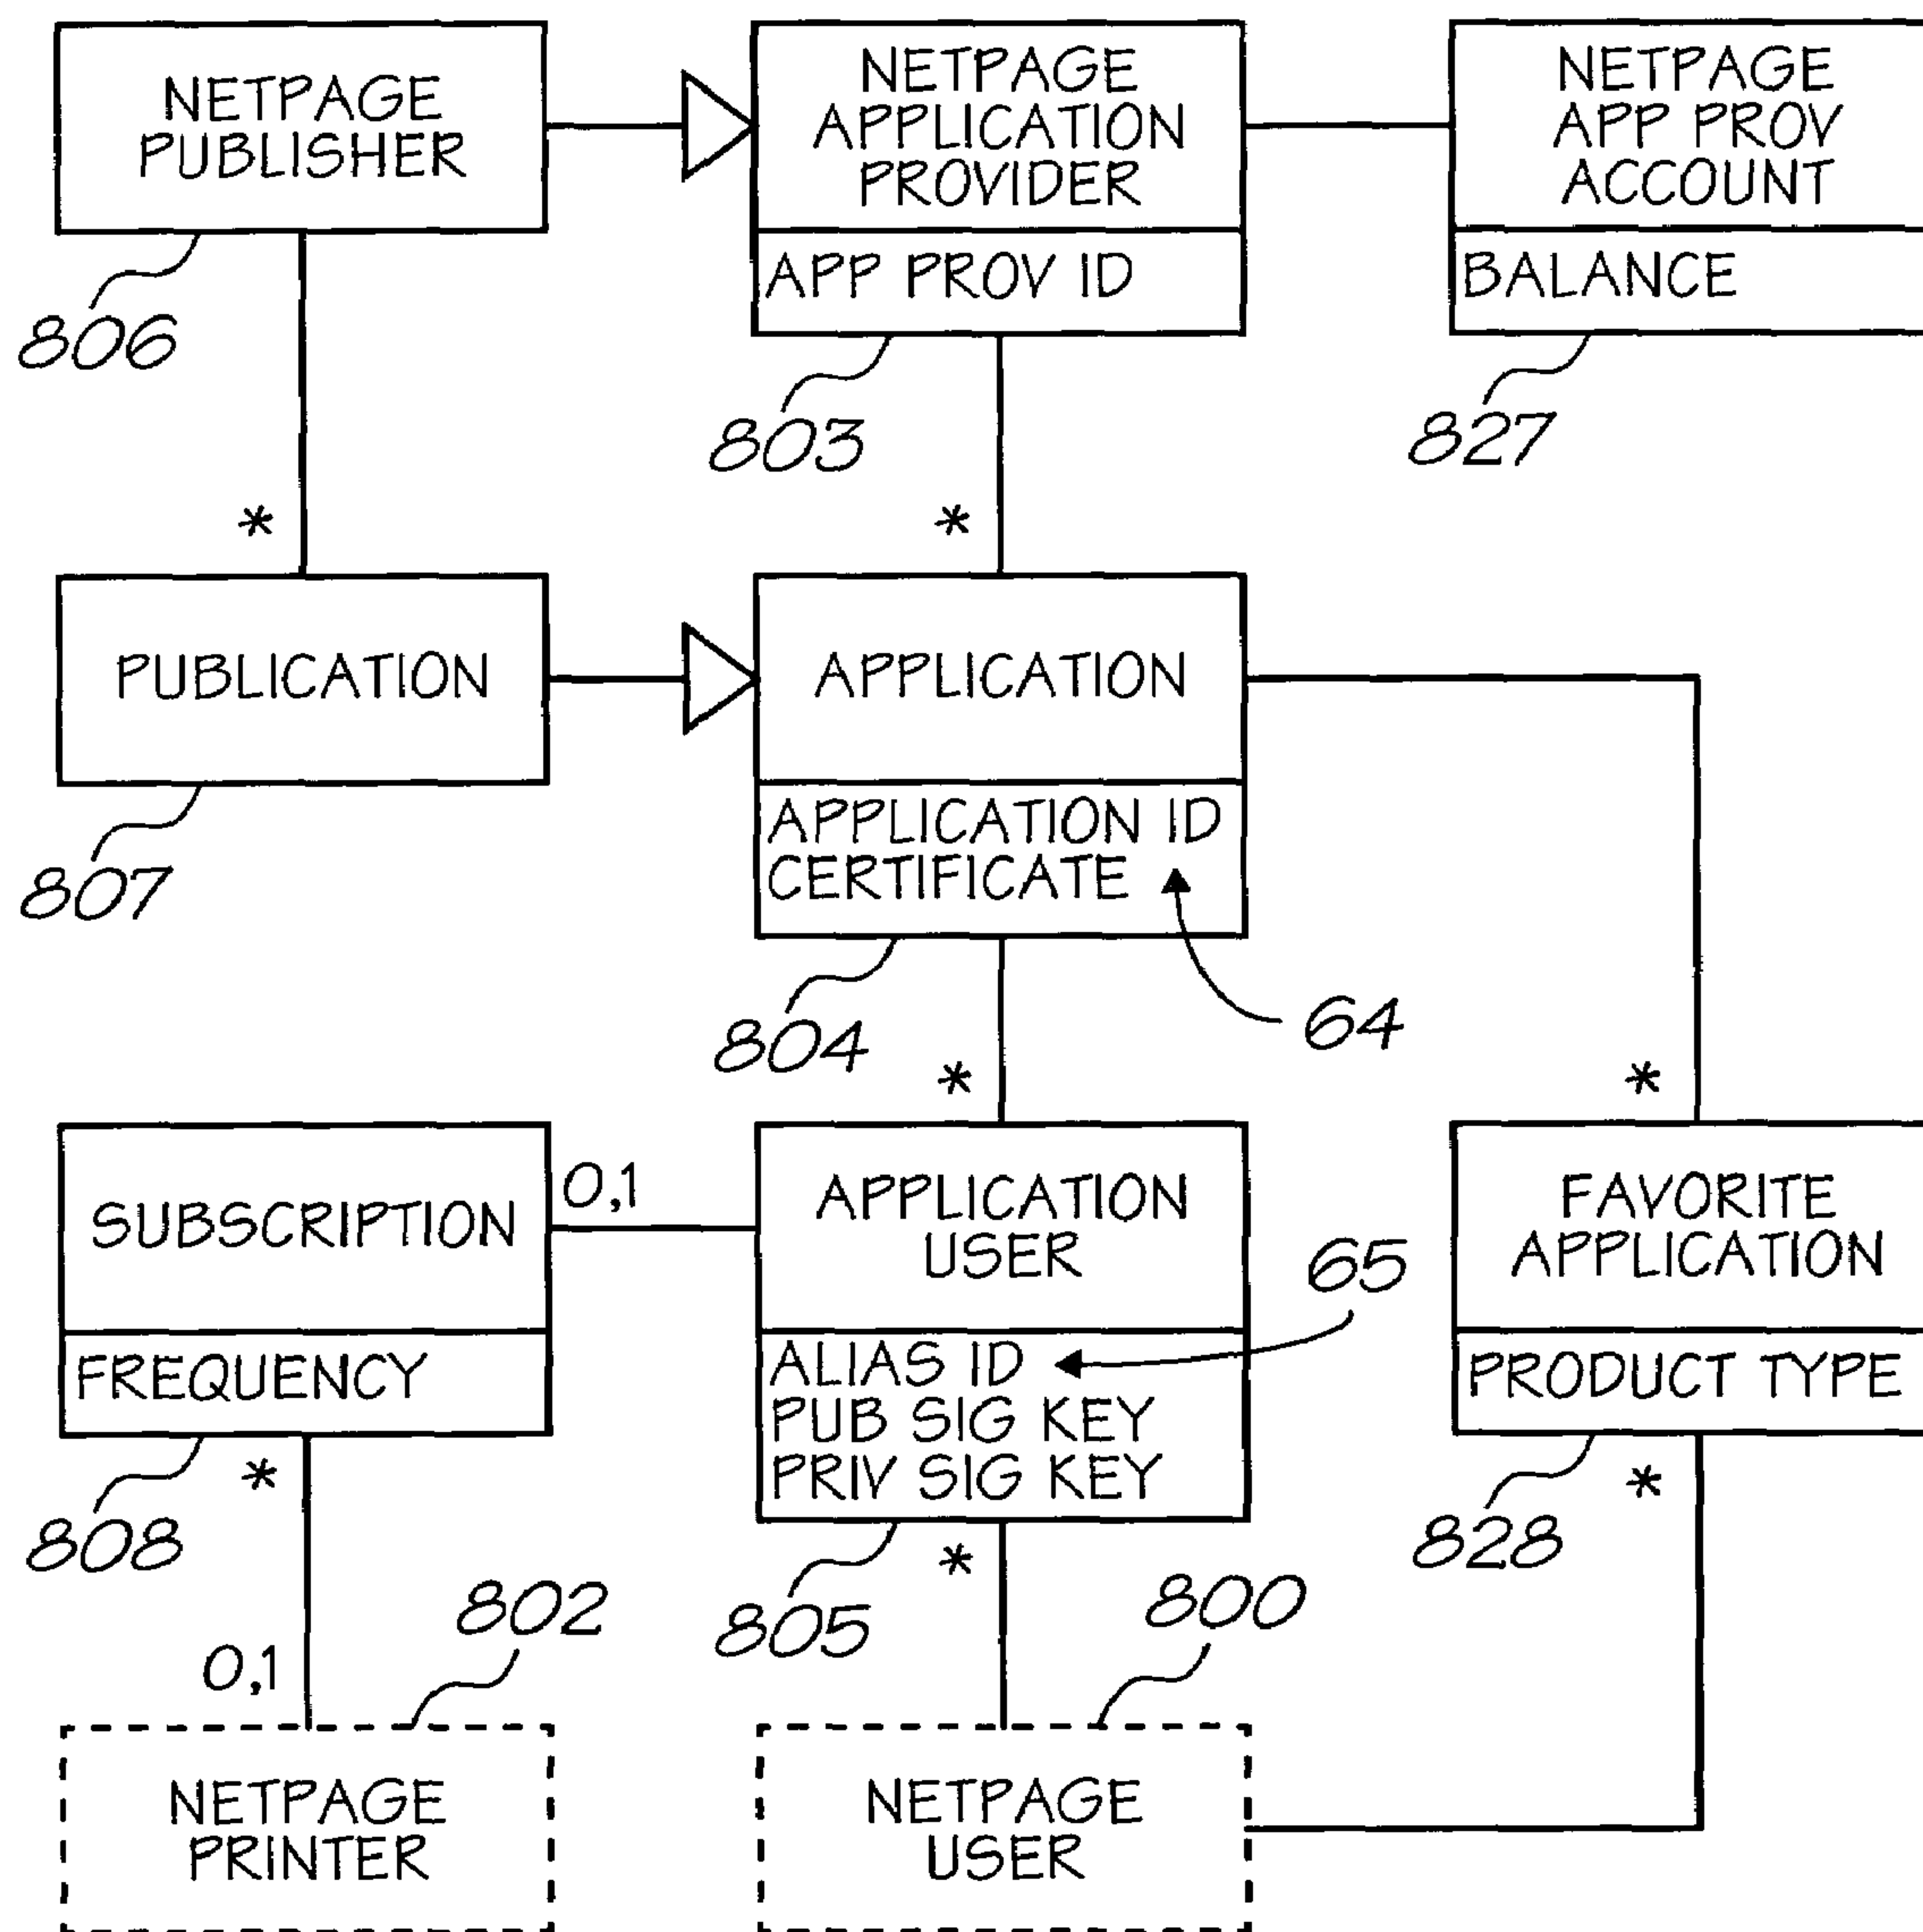 NETPAGE
PUBLISHER
NETPAGE
APPLICATION
PROVIDER
APP PROV ID
NETPAGE
APP PROV
ACCOUNT
BALANCE
806
803
827
*
*
PUBLICATION
APPLICATION
APPLICATION ID
CERTIFICATE
807
804
64
*
*
SUBSCRIPTION
FREQUENCY
0,1
APPLICATION
USER
ALIAS ID
PUB SIG KEY
PRIV SIG KEY
65
FAVORITE
APPLICATION
PRODUCT TYPE
*
*
*
808
805
828
802
800
0,1
NETPAGE
PRINTER
NETPAGE
USER